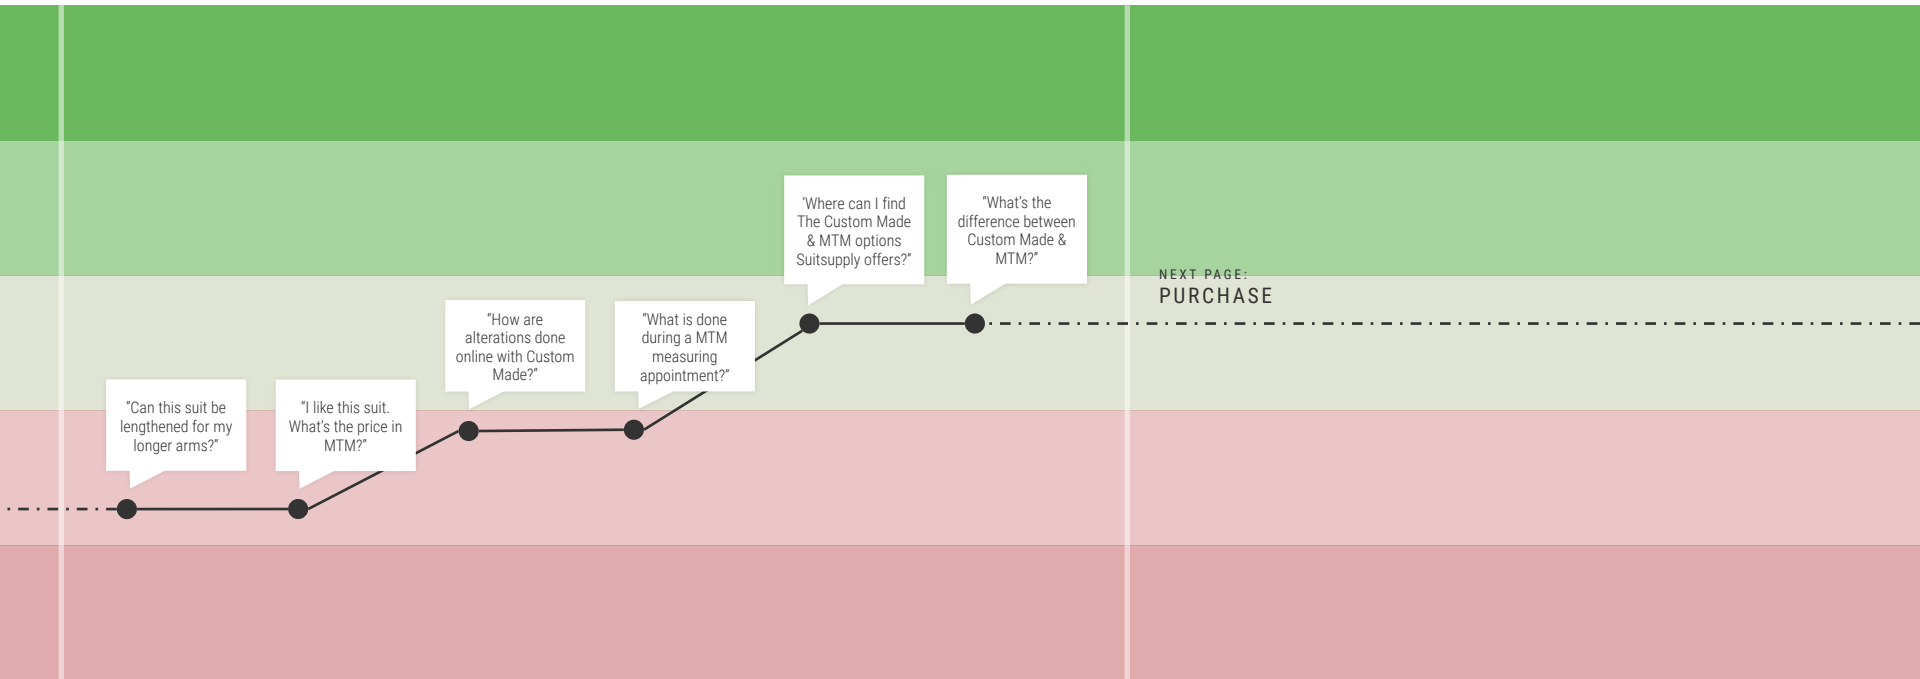 "Can this suit be
lengthened for my
longer arms?"
"I like this suit.
What's the price in
MTM?"
"How are
alterations done
online with Custom
Made?"
"What is done
during a MTM
measuring
appointment?"
'Where can I find
The Custom Made
& MTM options
Suitsupply offers?"
"What's the
difference between
Custom Made &
MTM?"
NEXT PAGE:
PURCHASE